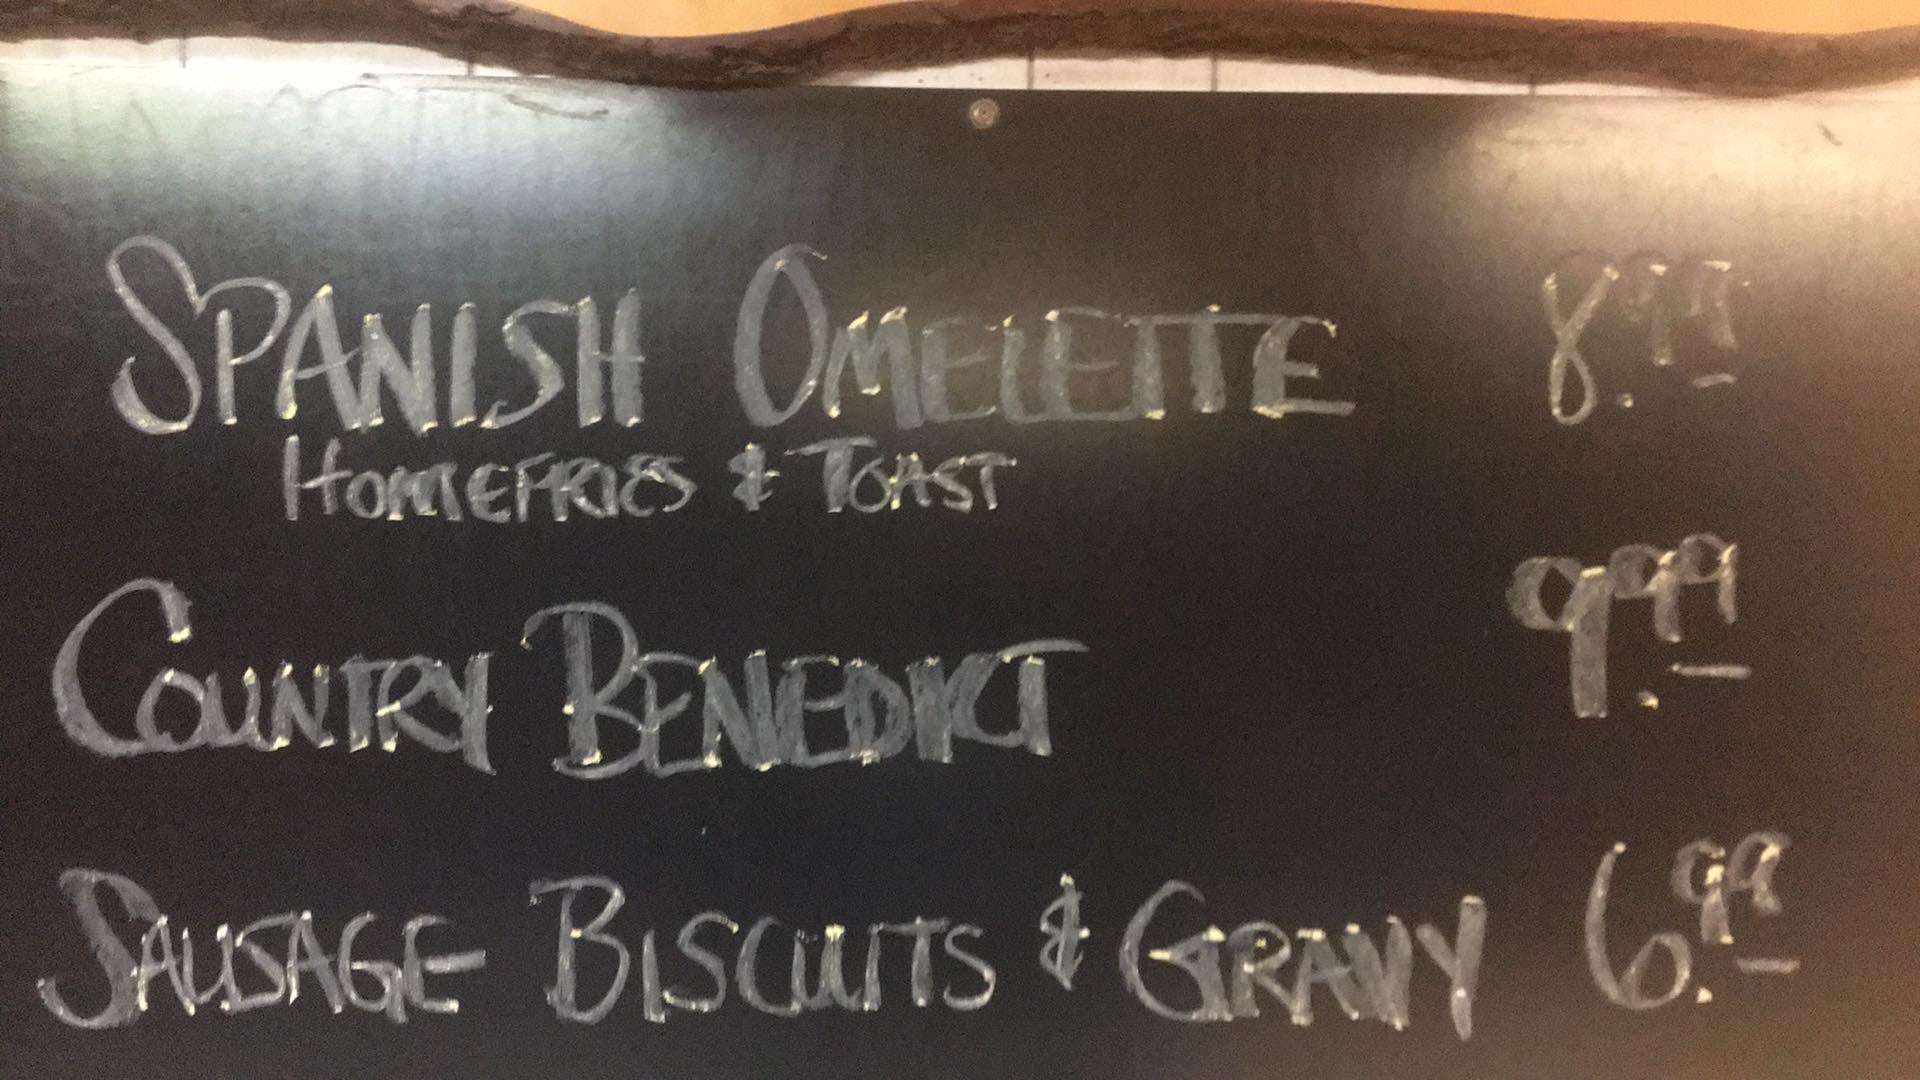 SPANISH OMELETTE 8.99
HOMEFRIES & TOAST
COUNTRY BENEDICT 9.99
SAUSAGE BISCUITS & GRAVY 6.99